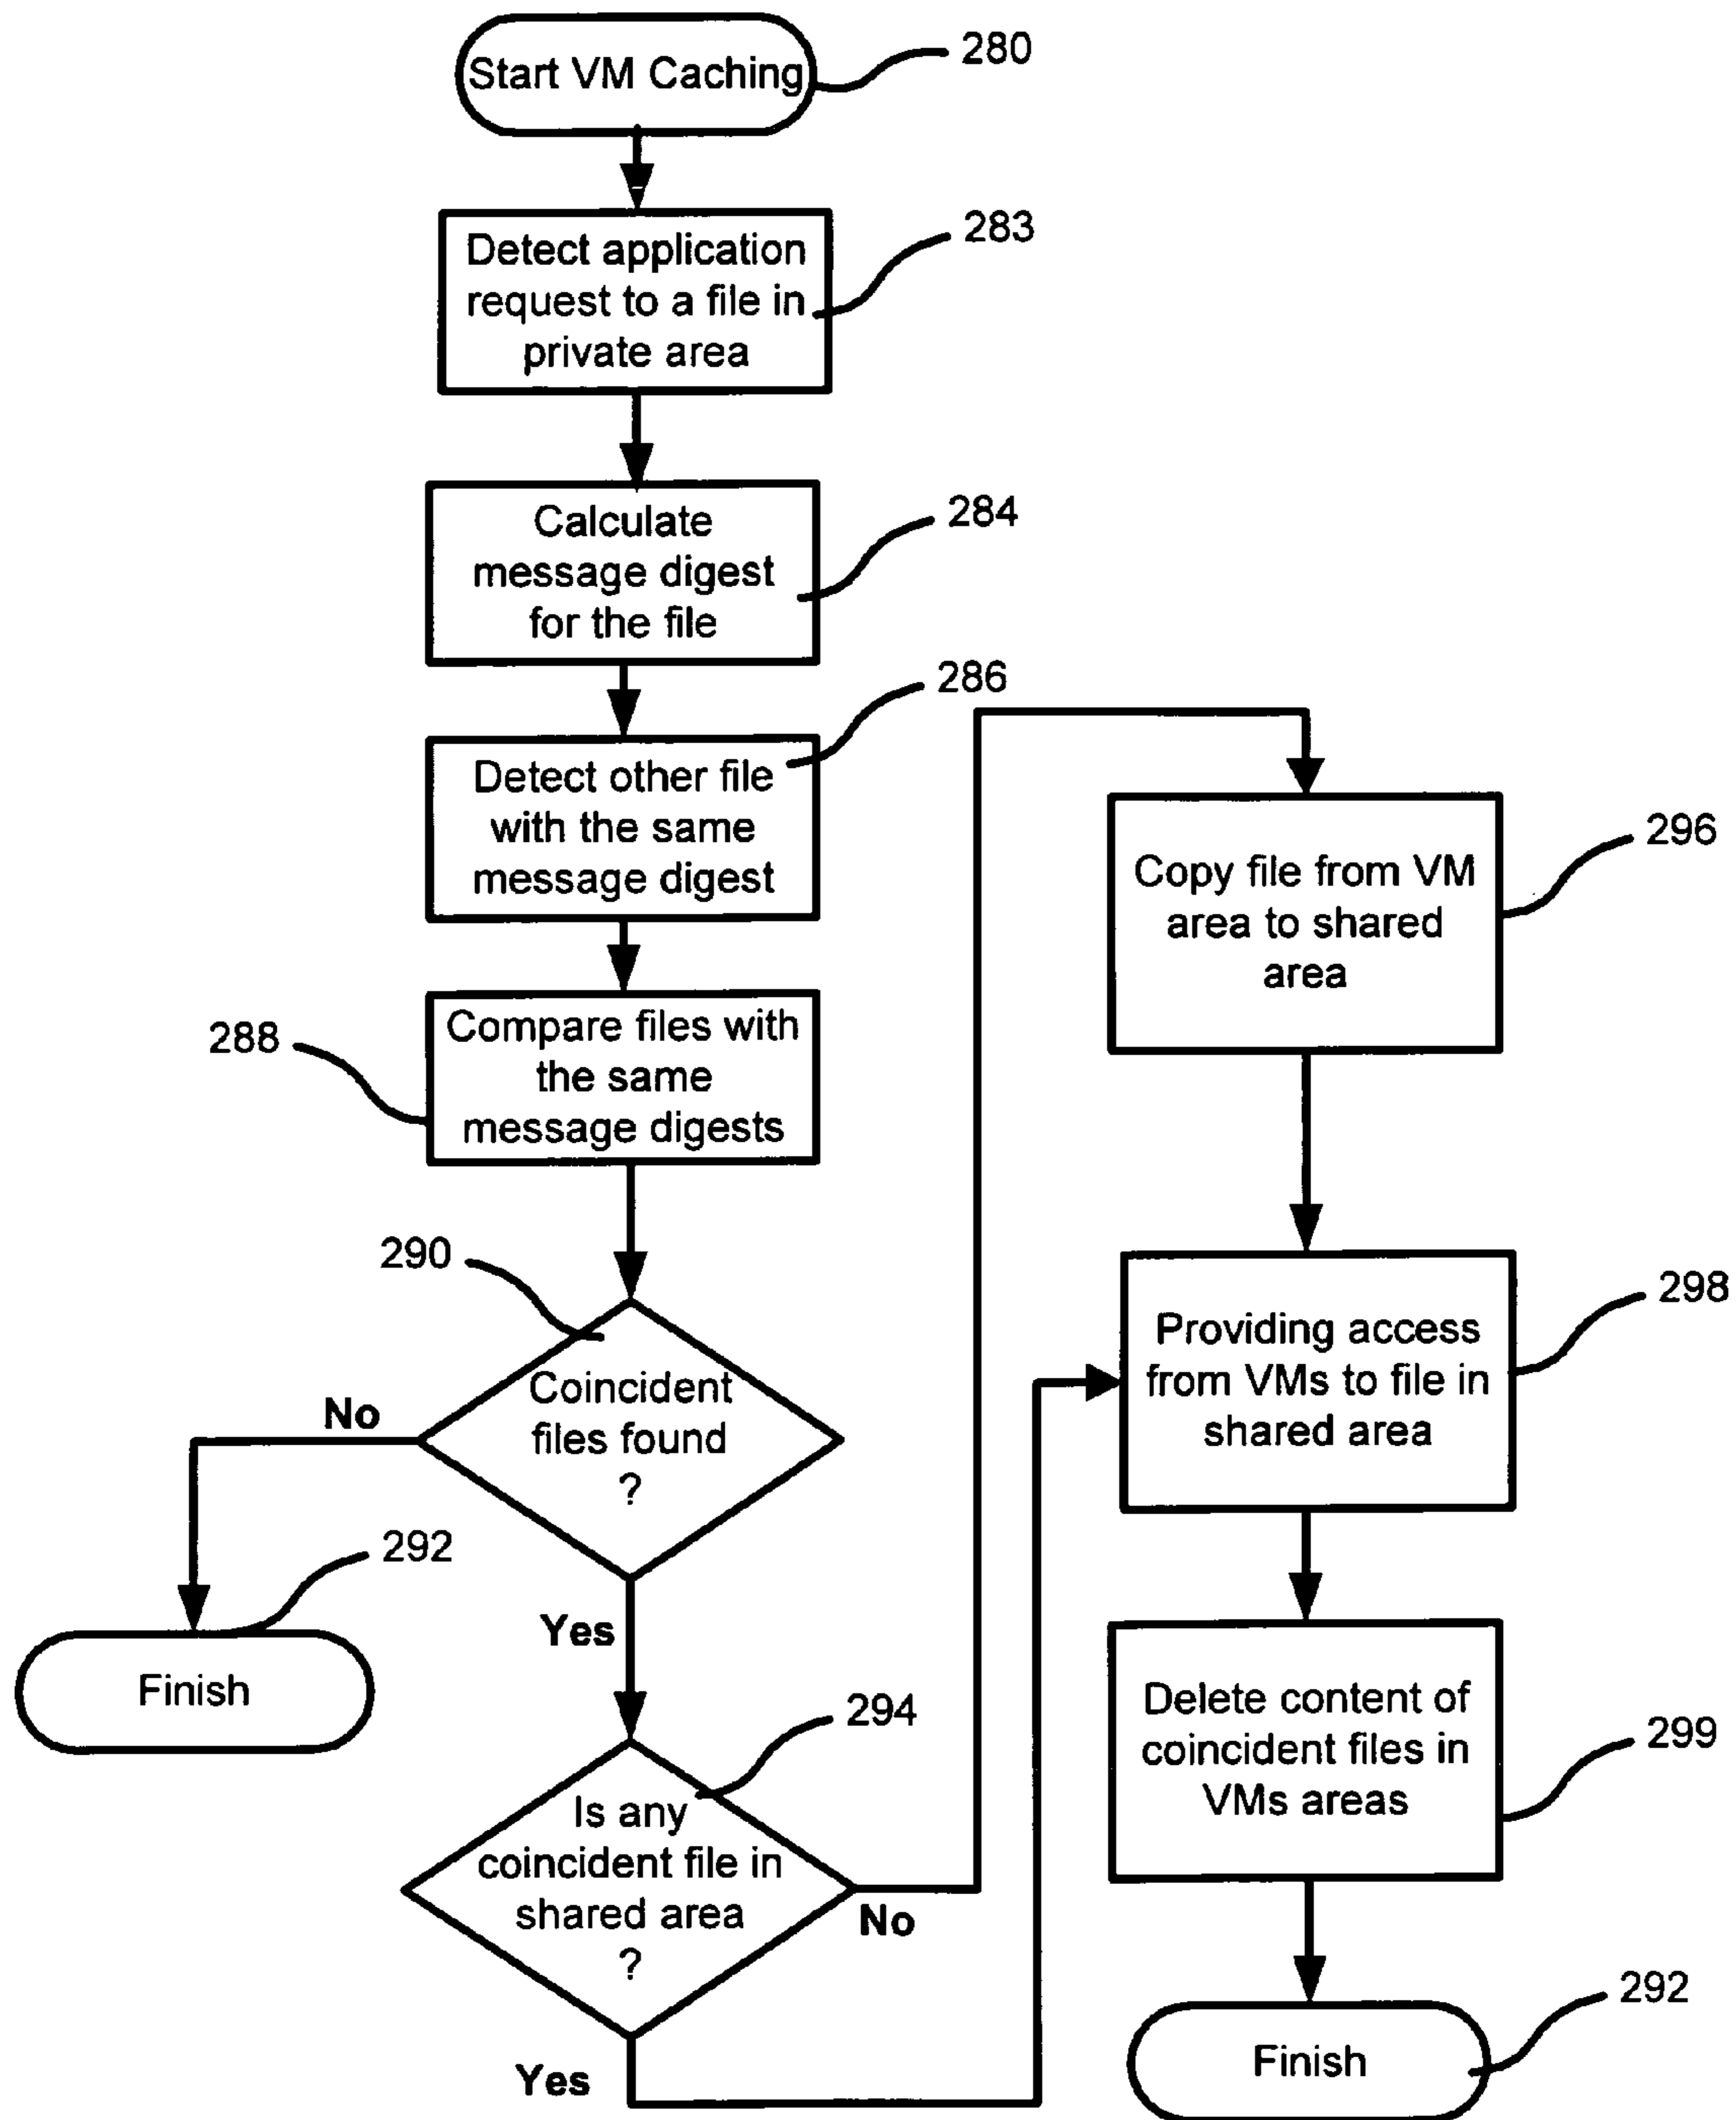 Start VM Caching
280
Detect application
request to a file in
private area
283
Calculate
message digest
for the file
284
286
Detect other file
with the same
message digest
288
Compare files with
the same
message digests
290
Coincident
files found
?
No
Yes
292
Finish
294
Is any
coincident file in
shared area
?
No
Yes
296
Copy file from VM
area to shared
area
298
Providing access
from VMs to file in
shared area
299
Delete content of
coincident files in
VMs areas
292
Finish